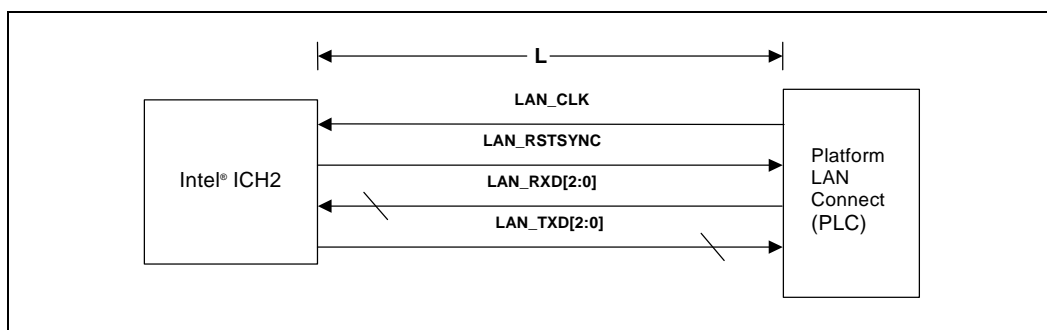 L
LAN_CLK
LAN_RSTSYNC
Intel® ICH2
LAN_RXD[2:0]
LAN_TXD[2:0]
Platform
LAN
Connect
(PLC)